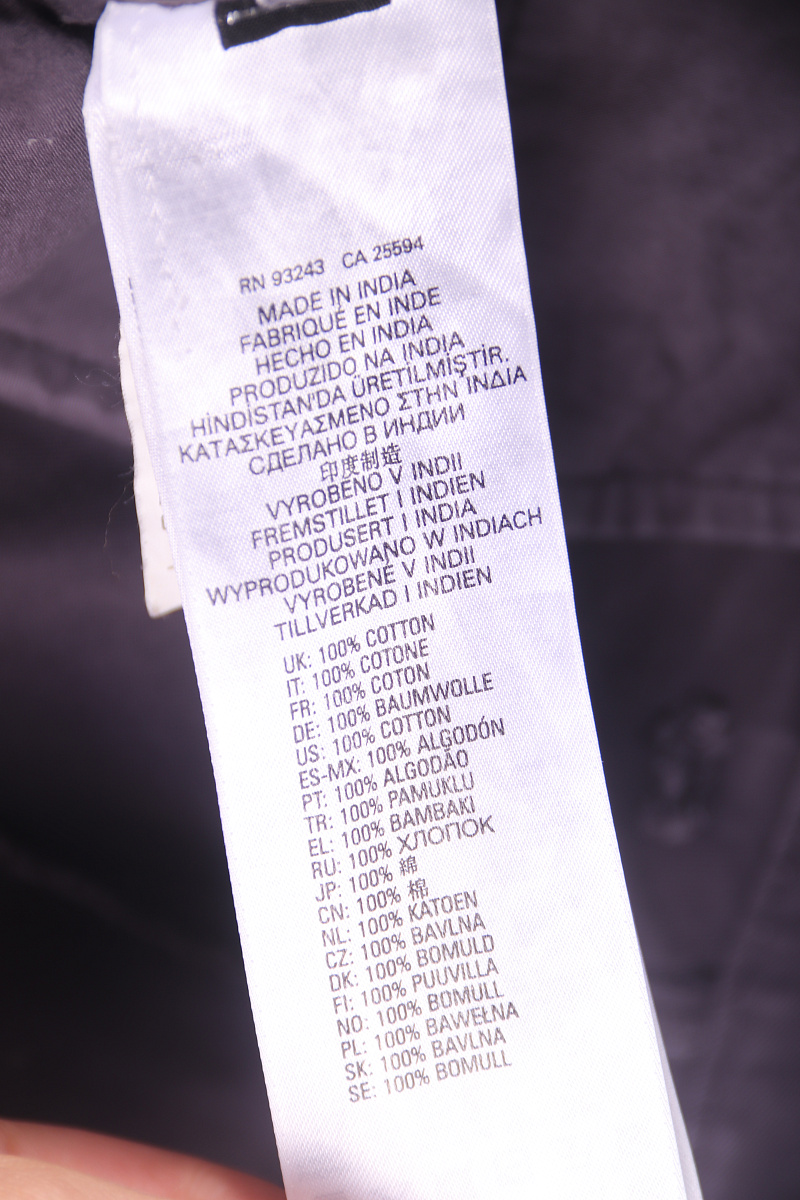 RN 93243 CA 25594
MADE IN INDIA
FABRIQUÉ EN INDE
HECHO EN INDIA
PRODUZIDO NA INDIA
HİNDİSTAN'DA ÜRETİLMİŞTİR.
ΚΑΤΑΣΚΕΥΑΣΜΕΝΟ ΣΤΗΝ ΙΝΔΙΑ
СДЕЛАНО В ИНДИИ
印度制造
VYROBENO V INDII
FREMSTILLET I INDIEN
PRODUSERT I INDIA
WYPRODUKOWANO W INDIACH
VYROBENÉ V INDII
TILLVERKAD I INDIEN
UK: 100% COTTON
IT: 100% COTONE
FR: 100% COTON
DE: 100% BAUMWOLLE
US: 100% COTTON
ES-MX: 100% ALGODÓN
PT: 100% ALGODÃO
TR: 100% PAMUKLU
EL: 100% BAMBAKI
RU: 100% ХЛОПОК
JP: 100% 綿
CN: 100% 棉
NL: 100% KATOEN
CZ: 100% BAVLNA
DK: 100% BOMULD
FI: 100% PUUVILLA
NO: 100% BOMULL
PL: 100% BAWEŁNA
SK: 100% BAVLNA
SE: 100% BOMULL